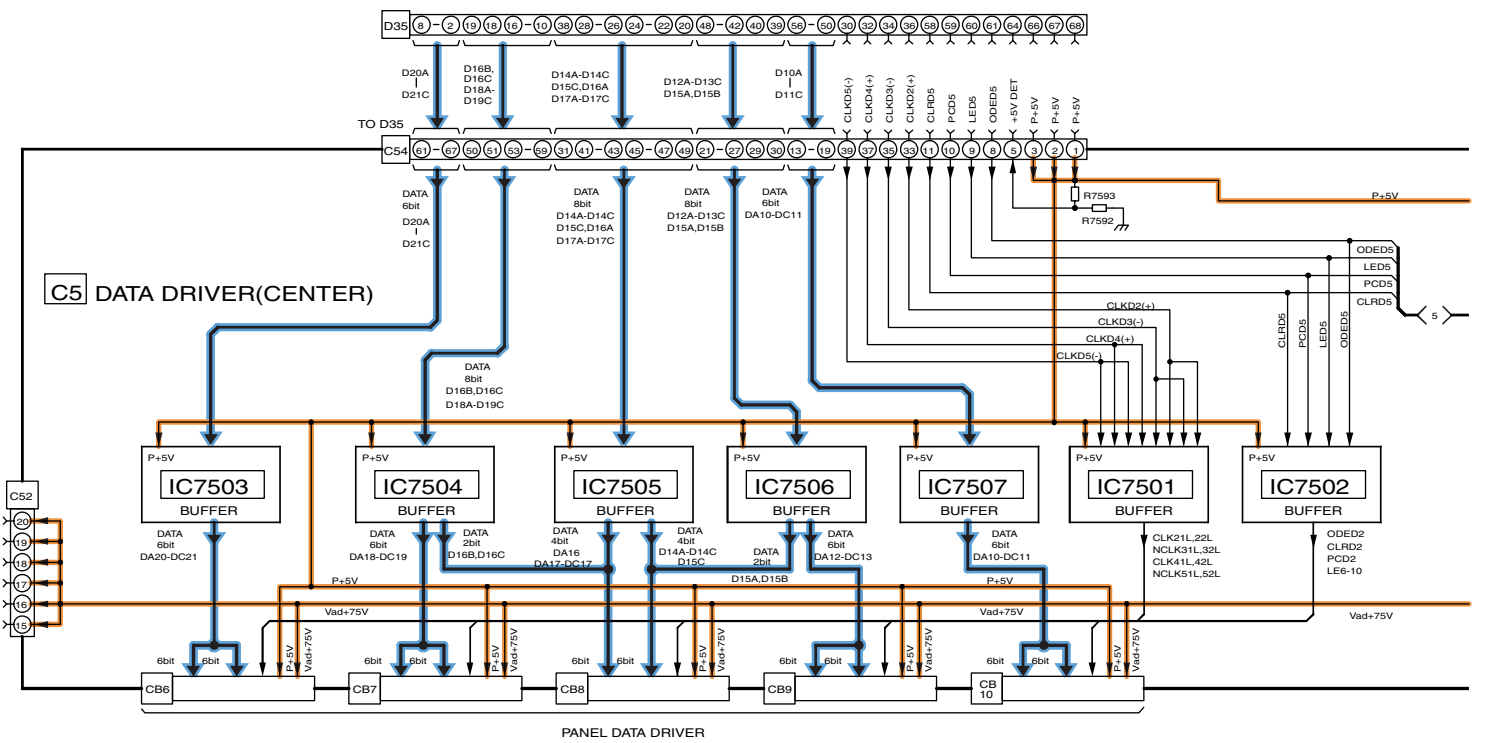 D35 8 - 2 19 18 16 - 10 38 28 - 26 24 - 22 20 48 - 42 40 39 56 - 50 30 32 34 36 58 59 60 61 64 66 67 68
D20A
|
D21C
D16B,
D16C
D18A-
D19C
D14A-D14C
D15C,D16A
D17A-D17C
D12A-D13C
D15A,D15B
D10A
|
D11C
CLKD5(-)
CLKD4(+)
CLKD3(-)
CLKD2(+)
CLRD5
PCD5
LED5
ODED5
+5V DET
P+5V
P+5V
P+5V
TO D35
C54 61 - 67 50 51 - 53 - 59 31 41 - 43 45 - 47 49 21 - 27 29 30 13 - 19 39 37 35 33 11 10 9 8 5 3 2 1
DATA
6bit
D20A
|
D21C
DATA
8bit
D14A-D14C
D15C,D16A
D17A-D17C
DATA
8bit
D12A-D13C
D15A,D15B
DATA
6bit
DA10-DC11
R7593
R7592
P+5V
ODED5
LED5
PCD5
CLRD5
5
C5 DATA DRIVER(CENTER)
CLKD2(+)
CLKD3(-)
CLKD4(+)
CLKD5(-)
CLRD5
PCD5
LED5
ODED5
DATA
8bit
D16B,D16C
D18A-D19C
P+5V
IC7503
BUFFER
P+5V
IC7504
BUFFER
P+5V
IC7505
BUFFER
P+5V
IC7506
BUFFER
P+5V
IC7507
BUFFER
P+5V
IC7501
BUFFER
P+5V
IC7502
BUFFER
C52
20
19
18
17
16
15
DATA
6bit
DA20-DC21
DATA
6bit
DA18-DC19
DATA
2bit
D16B,D16C
DATA
4bit
DA16
DA17-DC17
DATA
4bit
D14A-D14C
D15C
DATA
2bit
D15A,D15B
DATA
6bit
DA12-DC13
DATA
6bit
DA10-DC11
CLK21L,22L
NCLK31L,32L
CLK41L,42L
NCLK51L,52L
ODED2
CLRD2
PCD2
LE6-10
P+5V
P+5V
Vad+75V
Vad+75V
Vad+75V
6bit 6bit P+5V Vad+75V
6bit 6bit P+5V Vad+75V
6bit 6bit P+5V Vad+75V
6bit 6bit P+5V Vad+75V
6bit 6bit P+5V Vad+75V
CB6
CB7
CB8
CB9
CB
10
PANEL DATA DRIVER